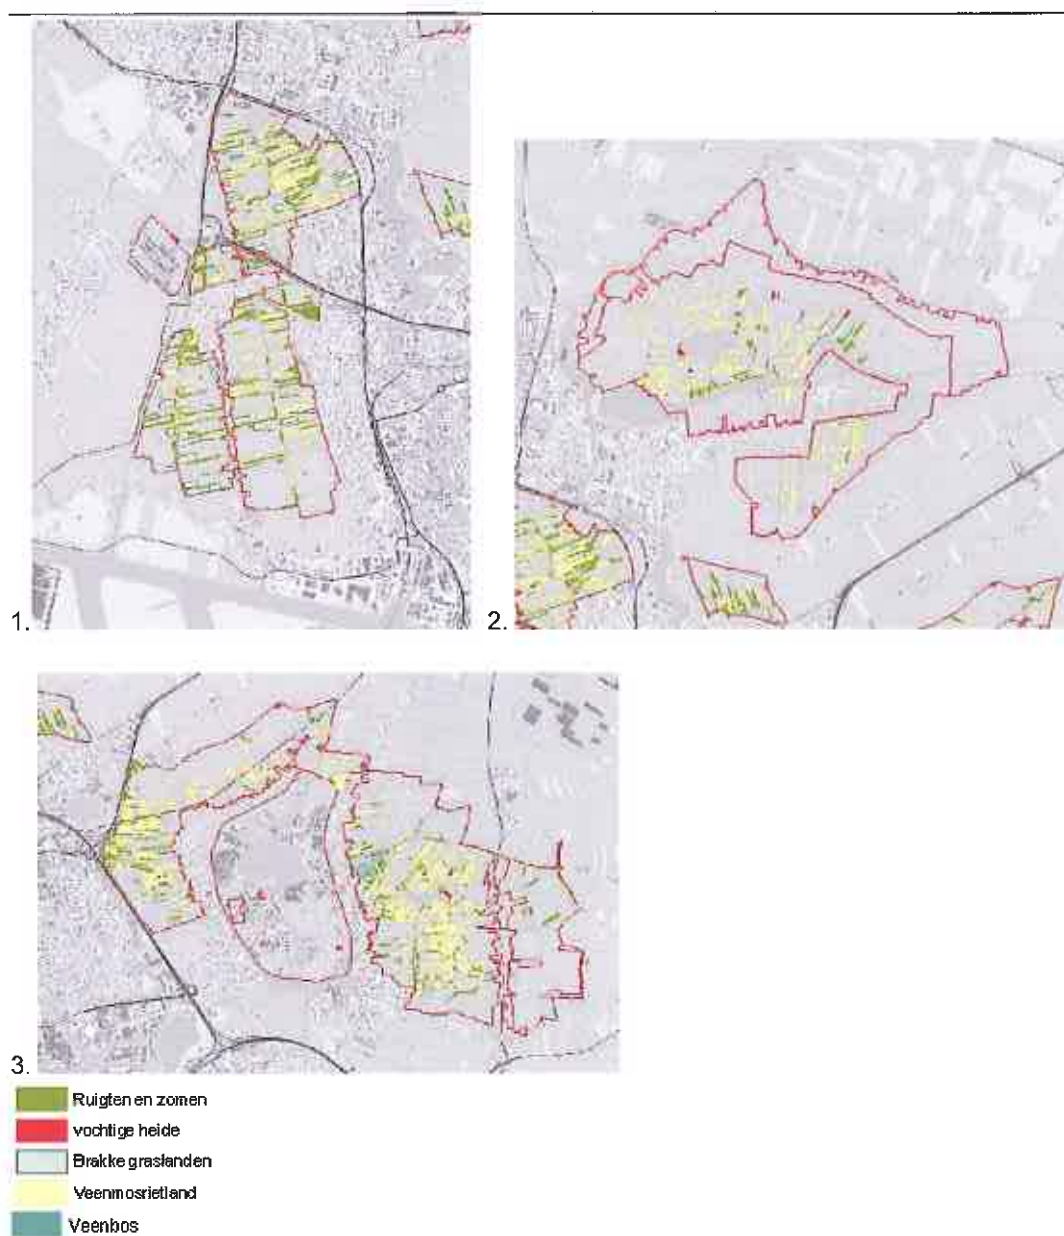 1.
2.
3.
Ruigten en zomen
vochtige heide
Brakke graslanden
Veenmosrietland
Veenbos